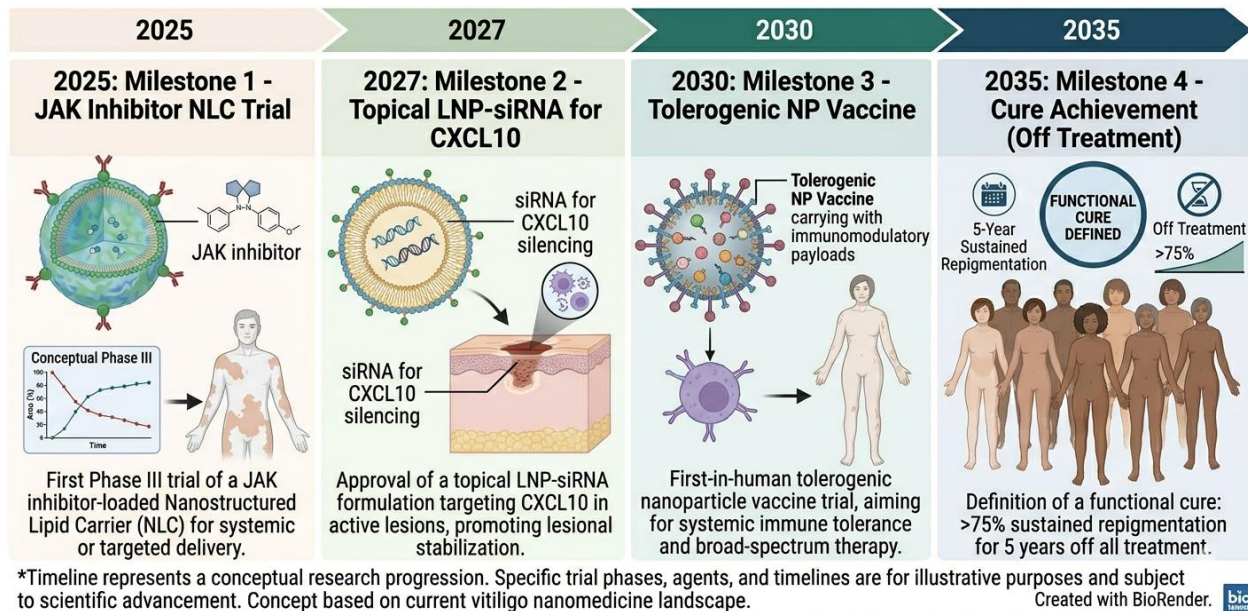 2025
2027
2030
2035
2025: Milestone 1 -
JAK Inhibitor NLC Trial
JAK inhibitor
Conceptual Phase III
100
80
60
40
Time
First Phase III trial of a JAK
inhibitor-loaded Nanostructured
Lipid Carrier (NLC) for systemic
or targeted delivery.
2027: Milestone 2 -
Topical LNP-siRNA for
CXCL10
siRNA for
CXCL10
silencing
siRNA for
CXCL10
silencing
Approval of a topical LNP-siRNA
formulation targeting CXCL10 in
active lesions, promoting lesional
stabilization.
2030: Milestone 3 -
Tolerogenic NP Vaccine
Tolerogenic
NP Vaccine
carrying with
immunomodulatory
payloads
First-in-human tolerogenic
nanoparticle vaccine trial, aiming
for systemic immune tolerance
and broad-spectrum therapy.
2035: Milestone 4 -
Cure Achievement
(Off Treatment)
5-Year
Sustained
Repigmentation
FUNCTIONAL
CURE
DEFINED
Off Treatment
>75%
Definition of a functional cure:
>75% sustained repigmentation
for 5 years off all treatment.
*Timeline represents a conceptual research progression. Specific trial phases, agents, and timelines are for illustrative purposes and subject
to scientific advancement. Concept based on current vitiligo nanomedicine landscape.
Created with BioRender.
bio